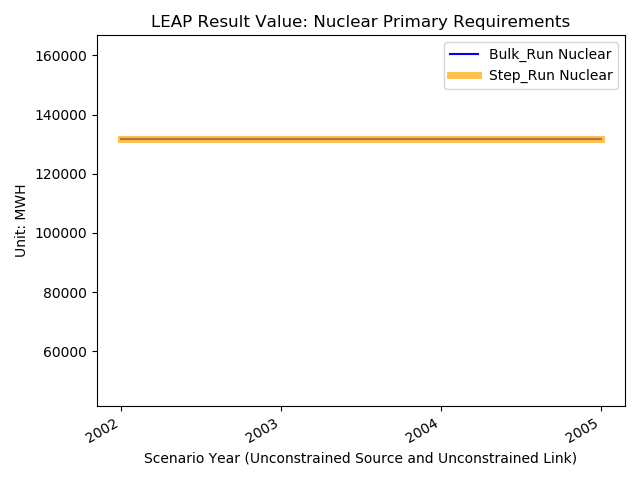 LEAP Result Value: Nuclear Primary Requirements
Bulk_Run Nuclear
Step_Run Nuclear
Unit: MWH
160000
140000
120000
100000
80000
60000
2002
2003
2004
2005
Scenario Year (Unconstrained Source and Unconstrained Link)